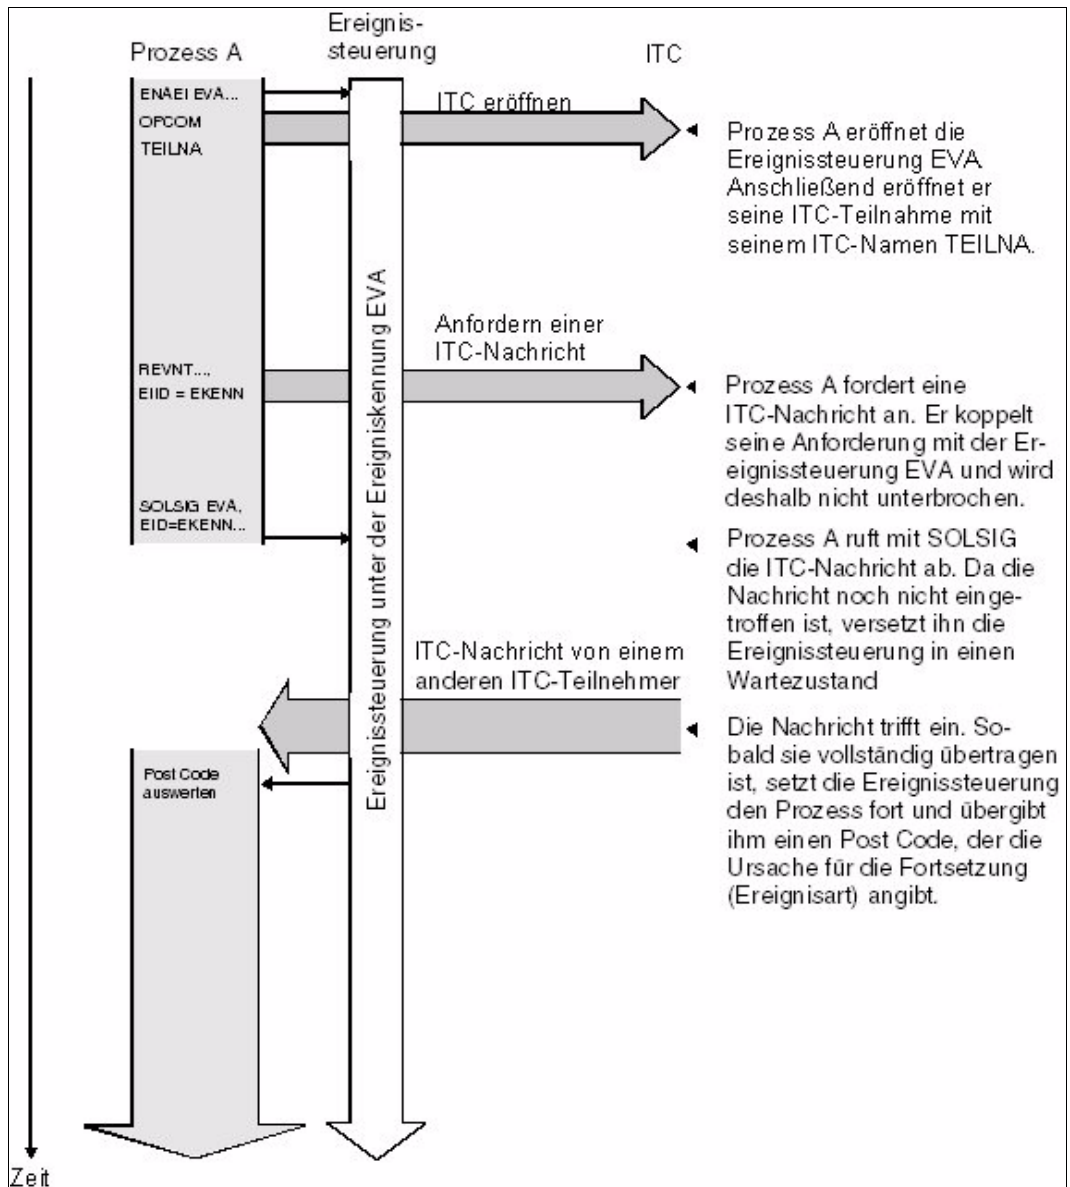 Ereignis-
steuerung
Prozess A
ITC
ENAEI EVA...
OPCOM
TEILNA
ITC eröffnen
Prozess A eröffnet die
Ereignissteuerung EVA.
Anschließend eröffnet er
seine ITC-Teilnahme mit
seinem ITC-Namen TEILNA.
Ereignissteuerung unter der Ereigniskennung EVA
Anfordern einer
ITC-Nachricht
REVNT...,
EIID = EKENN
Prozess A fordert eine
ITC-Nachricht an. Er koppelt
seine Anforderung mit der Er-
eignissteuerung EVA und wird
deshalb nicht unterbrochen.
SOLSIG EVA,
EID=EKENN...
Prozess A ruft mit SOLSIG
die ITC-Nachricht ab. Da die
Nachricht noch nicht einge-
troffen ist, versetzt ihn die
Ereignissteuerung in einen
Wartezustand
ITC-Nachricht von einem
anderen ITC-Teilnehmer
Die Nachricht trifft ein. So-
bald sie vollständig übertragen
ist, setzt die Ereignissteuerung
den Prozess fort und übergibt
ihm einen Post Code, der die
Ursache für die Fortsetzung
(Ereignisart) angibt.
Post Code
auswerten
Zeit